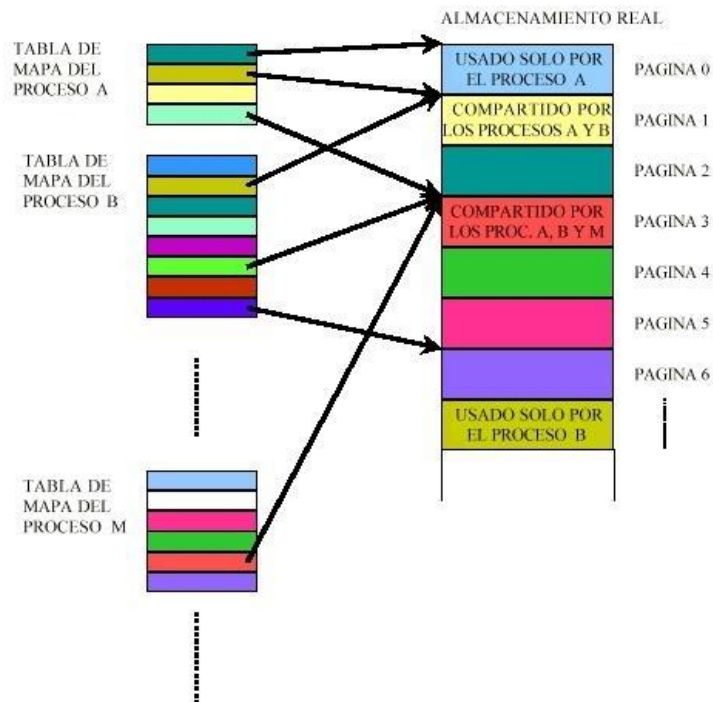 ALMACENAMIENTO REAL
TABLA DE
MAPA DEL
PROCESO A
USADO SOLO POR
EL PROCESO A
PAGINA 0
COMPARTIDO POR
LOS PROCESOS A Y B
PAGINA 1
TABLA DE
MAPA DEL
PROCESO B
PAGINA 2
COMPARTIDO POR
LOS PROC. A, B Y M
PAGINA 3
PAGINA 4
PAGINA 5
PAGINA 6
USADO SOLO POR
EL PROCESO B
TABLA DE
MAPA DEL
PROCESO M